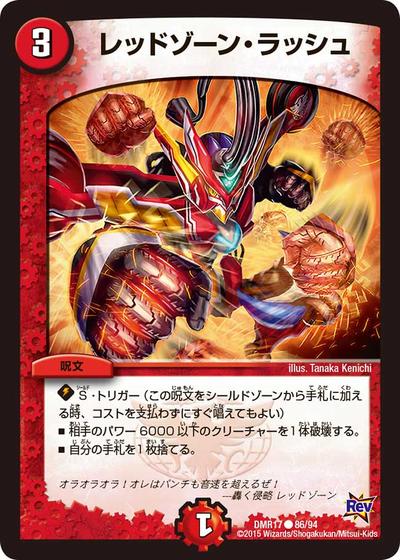 3
レッドゾーン・ラッシュ
呪文
illus. Tanaka Kenichi
S・トリガー(この呪文をシールドゾーンから手札に加え
る時、コストを支払わずにすぐ唱えてもよい)
■ 相手のパワー6000以下のクリーチャーを1体破壊する。
■ 自分の手札を1枚捨てる。
オラオラオラ!オレはパンチも音速を超えるぜ!
──轟く侵略 レッドゾーン
1
DMR17 ● 86/94
©2015 Wizards/Shogakukan/Mitsui-Kids
Rev